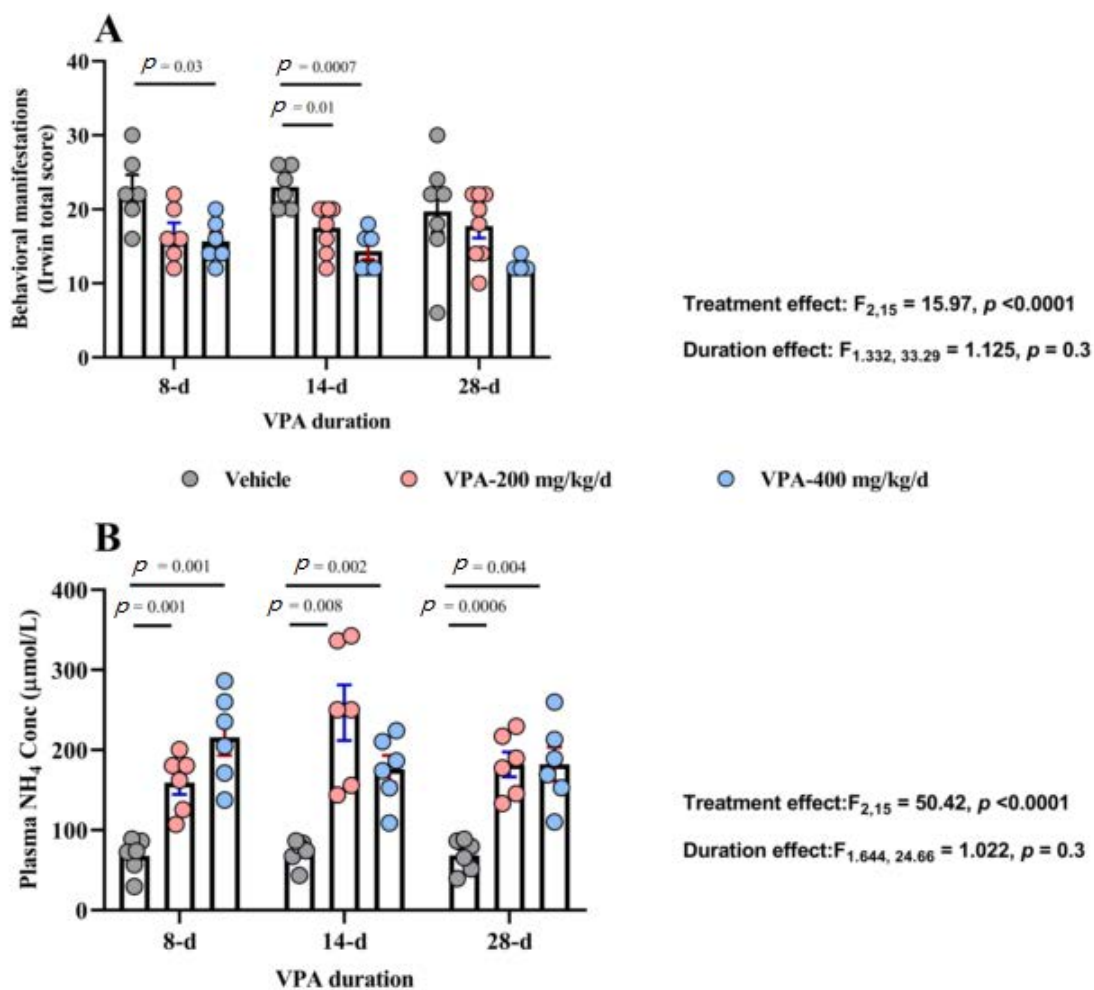 A
Behavioral manifestations
(Irwin total score)
40
30
20
10
0
p = 0.03
p = 0.0007
p = 0.01
8-d
14-d
28-d
VPA duration
Treatment effect: F2,15 = 15.97, p <0.0001
Duration effect: F1.332, 33.29 = 1.125, p = 0.3
Vehicle
VPA-200 mg/kg/d
VPA-400 mg/kg/d
B
Plasma NH4 Conc (μmol/L)
400
300
200
100
0
p = 0.001
p = 0.001
p = 0.002
p = 0.008
p = 0.004
p = 0.0006
8-d
14-d
28-d
VPA duration
Treatment effect:F2,15 = 50.42, p <0.0001
Duration effect:F1.644, 24.66 = 1.022, p = 0.3